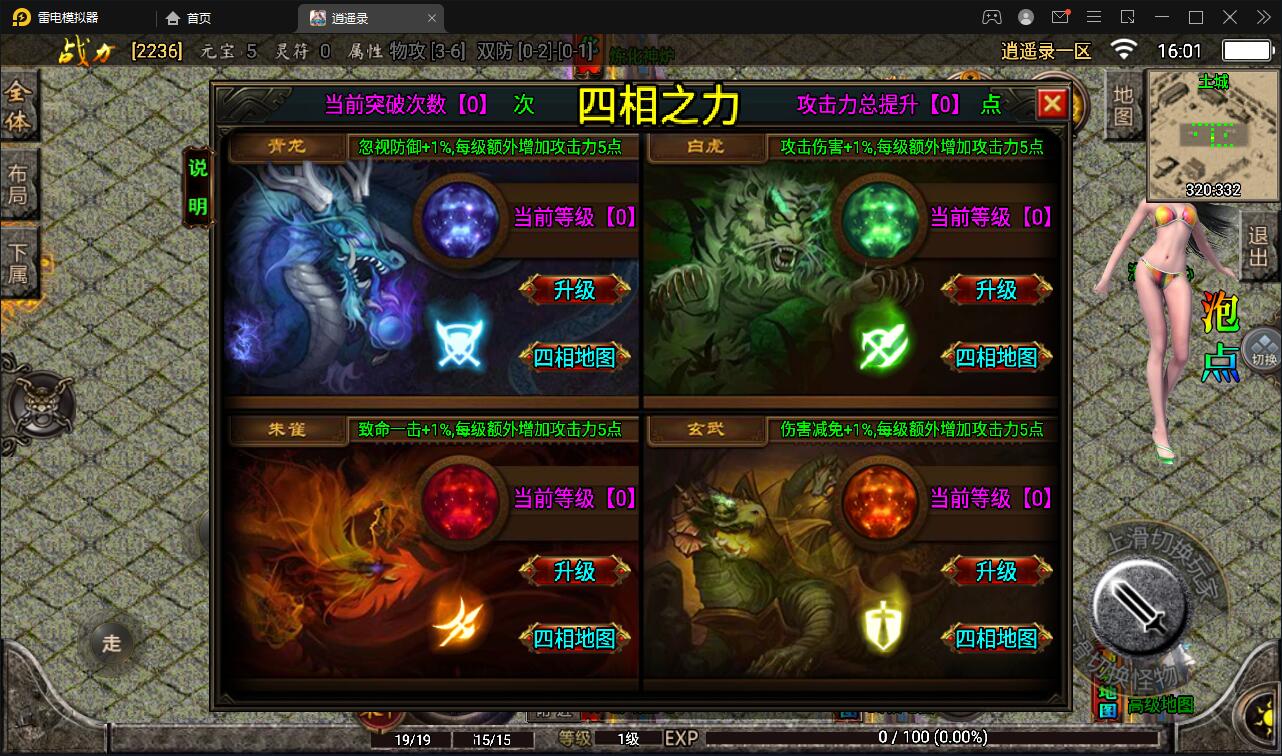 雷电模拟器
首页
逍遥录
战力 [2236] 元宝 5 灵符 0 属性 物攻 [3-6] 双防 [0-2]-[0-1]
逍遥录一区
16:01
全体
布局
下属
说明
当前突破次数【0】 次
四相之力
攻击力总提升【0】 点
青龙
忽视防御+1%,每级额外增加攻击力5点
当前等级【0】
升级
四相地图
白虎
攻击伤害+1%,每级额外增加攻击力5点
当前等级【0】
升级
四相地图
朱雀
致命一击+1%,每级额外增加攻击力5点
当前等级【0】
升级
四相地图
玄武
伤害减免+1%,每级额外增加攻击力5点
当前等级【0】
升级
四相地图
地图
土城
320:332
退出
泡点
切换
上滑切换玩家
下滑切换怪物
走
地图
高级地图
19/19
15/15
等级
1级
EXP
0 / 100 (0.00%)